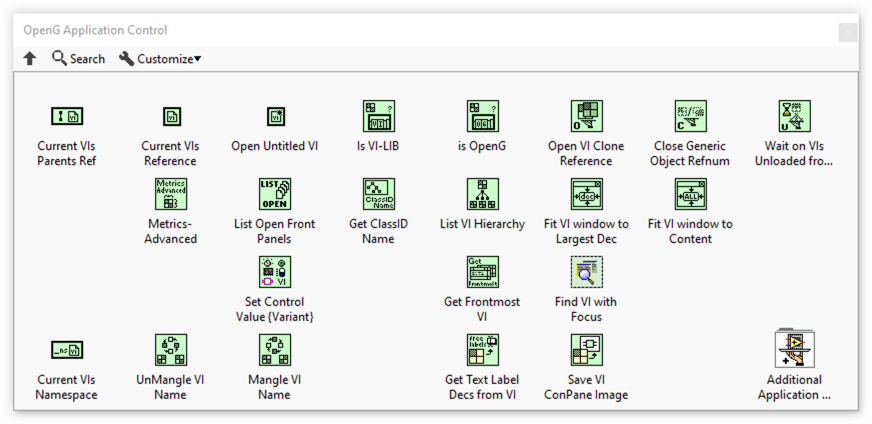 OpenG Application Control
Search
Customize
Current VIs
Parents Ref
Current VIs
Reference
Open Untitled VI
Is VI-LIB
is OpenG
Open VI Clone
Reference
Close Generic
Object Refnum
Wait on VIs
Unloaded fro...
Metrics
Advanced
Metrics-
Advanced
LIST
OPEN
List Open Front
Panels
ClassID
Name
Get ClassID
Name
List VI Hierarchy
dec
Fit VI window to
Largest Dec
ALL
Fit VI window to
Content
VI
Set Control
Value {Variant}
Get
frontmost
Get Frontmost
VI
Find VI with
Focus
_ns VI
Current VIs
Namespace
UnMangle VI
Name
Mangle VI
Name
free
labels
Get Text Label
Decs from VI
Save VI
ConPane Image
Additional
Application ...